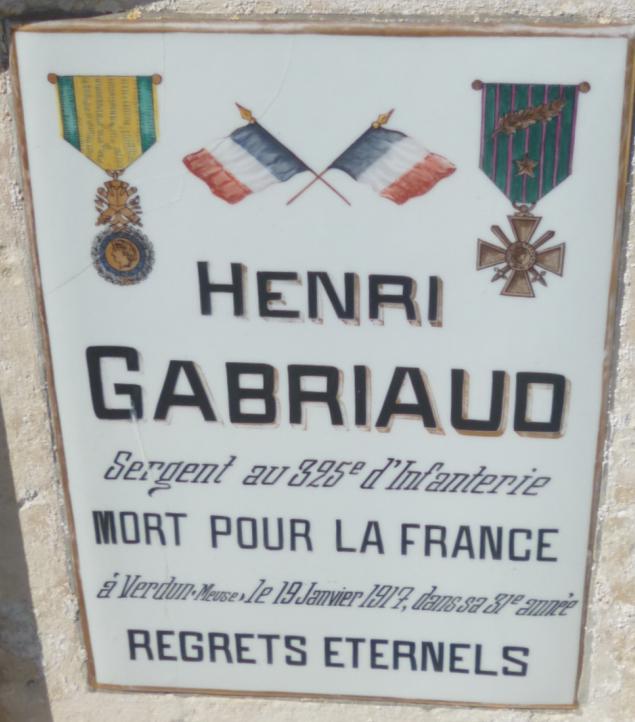 HENRI
GABRIAUD
Sergent au 325e d'Infanterie
MORT POUR LA FRANCE
á Verdun (Meuse) le 19 Janvier 1917, dans sa 31e année
REGRETS ETERNELS